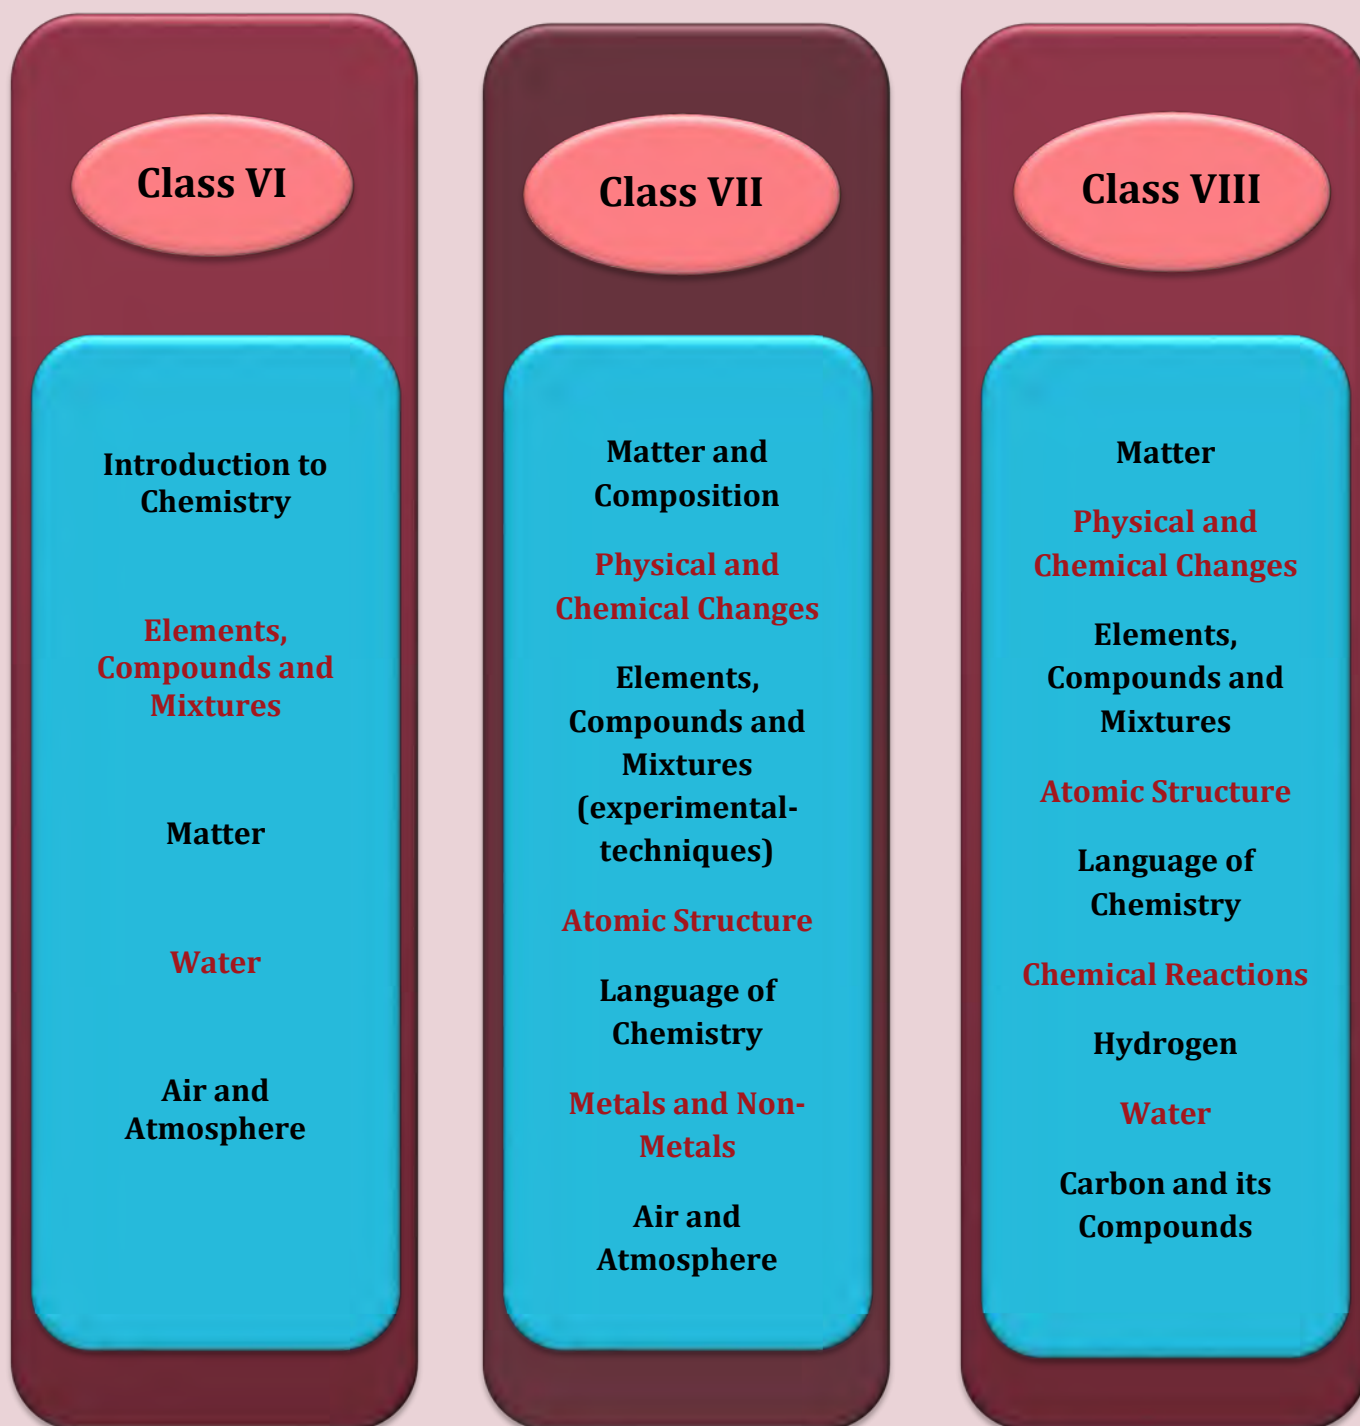 Class VI
Introduction to
Chemistry
Elements,
Compounds and
Mixtures
Matter
Water
Air and
Atmosphere
Class VII
Matter and
Composition
Physical and
Chemical Changes
Elements,
Compounds and
Mixtures
(experimental-
techniques)
Atomic Structure
Language of
Chemistry
Metals and Non-
Metals
Air and
Atmosphere
Class VIII
Matter
Physical and
Chemical Changes
Elements,
Compounds and
Mixtures
Atomic Structure
Language of
Chemistry
Chemical Reactions
Hydrogen
Water
Carbon and its
Compounds